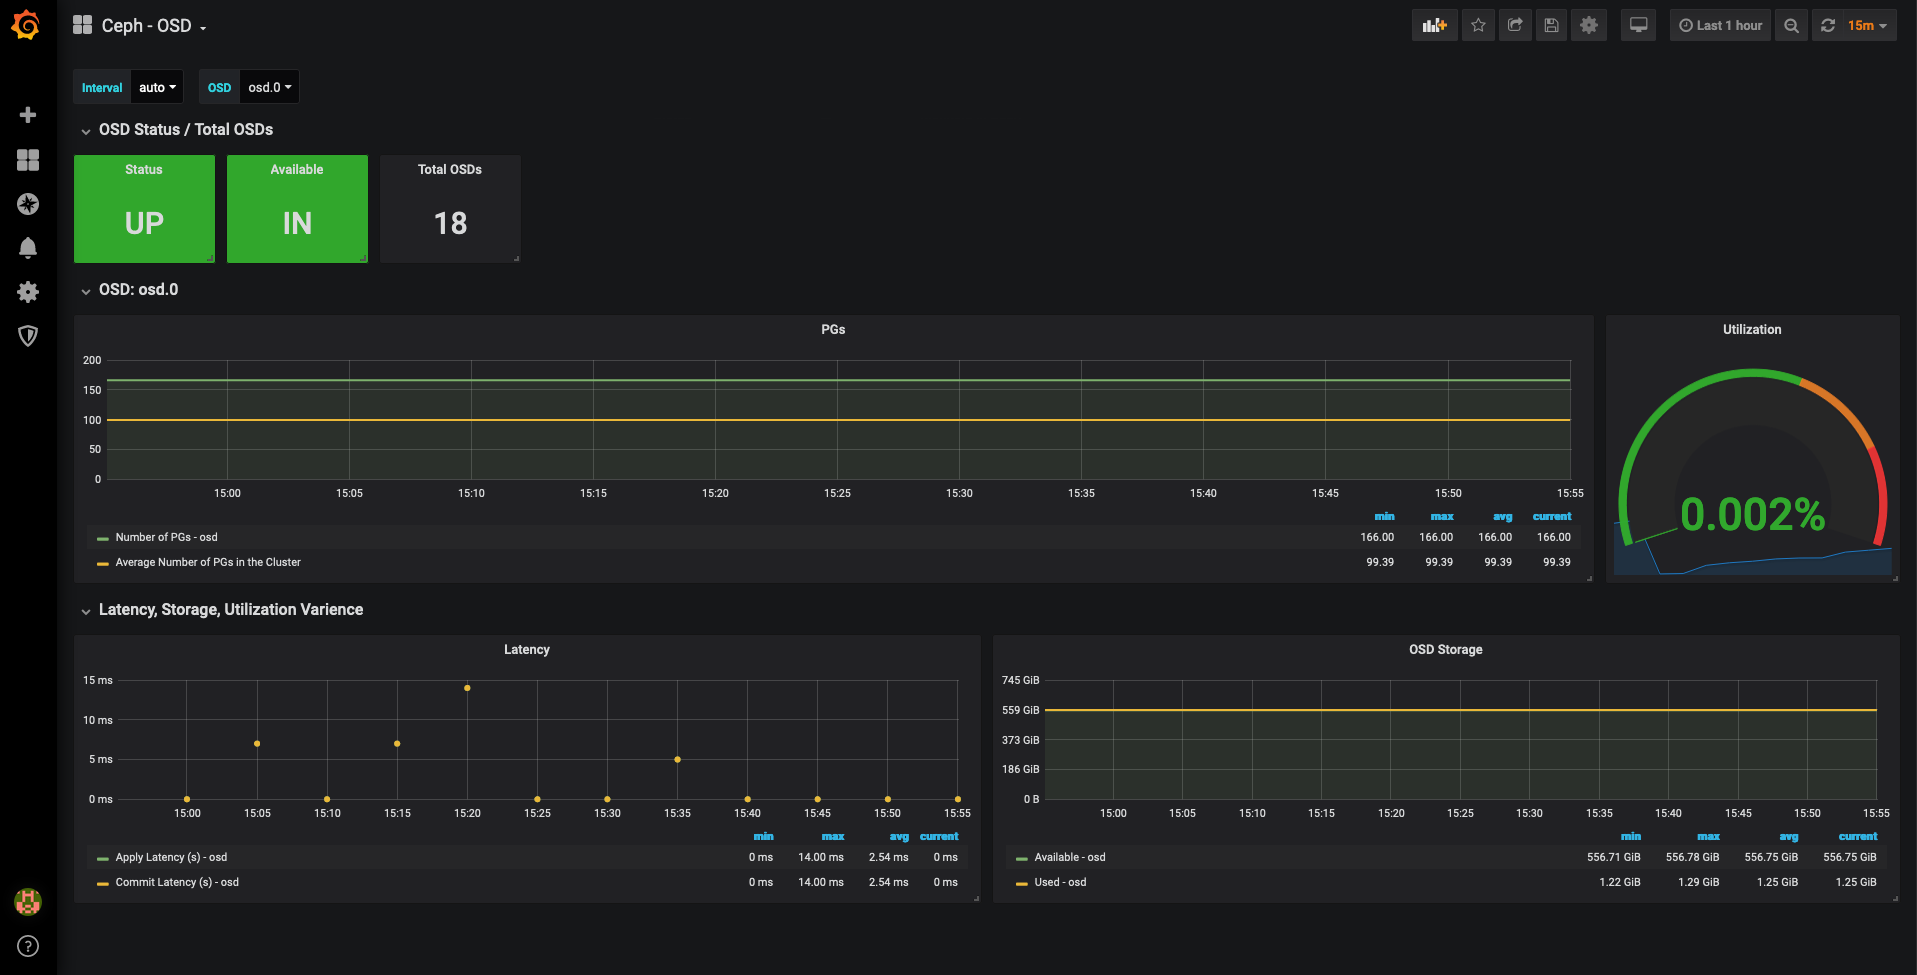 Ceph - OSD
Last 1 hour
15m
Interval auto OSD osd.0
OSD Status / Total OSDs
Status Available Total OSDs
UP IN 18
OSD: osd.0
PGs
200
150
100
50
0
15:00 15:05 15:10 15:15 15:20 15:25 15:30 15:35 15:40 15:45 15:50 15:55
min max avg current
Number of PGs - osd 166.00 166.00 166.00 166.00
Average Number of PGs in the Cluster 99.39 99.39 99.39 99.39
Utilization
0.002%
Latency, Storage, Utilization Varience
Latency
15 ms
10 ms
5 ms
0 ms
15:00 15:05 15:10 15:15 15:20 15:25 15:30 15:35 15:40 15:45 15:50 15:55
min max avg current
Apply Latency (s) - osd 0 ms 14.00 ms 2.54 ms 0 ms
Commit Latency (s) - osd 0 ms 14.00 ms 2.54 ms 0 ms
OSD Storage
745 GiB
559 GiB
373 GiB
186 GiB
0 B
15:00 15:05 15:10 15:15 15:20 15:25 15:30 15:35 15:40 15:45 15:50 15:55
min max avg current
Available - osd 556.71 GiB 556.78 GiB 556.75 GiB 556.75 GiB
Used - osd 1.22 GiB 1.29 GiB 1.25 GiB 1.25 GiB